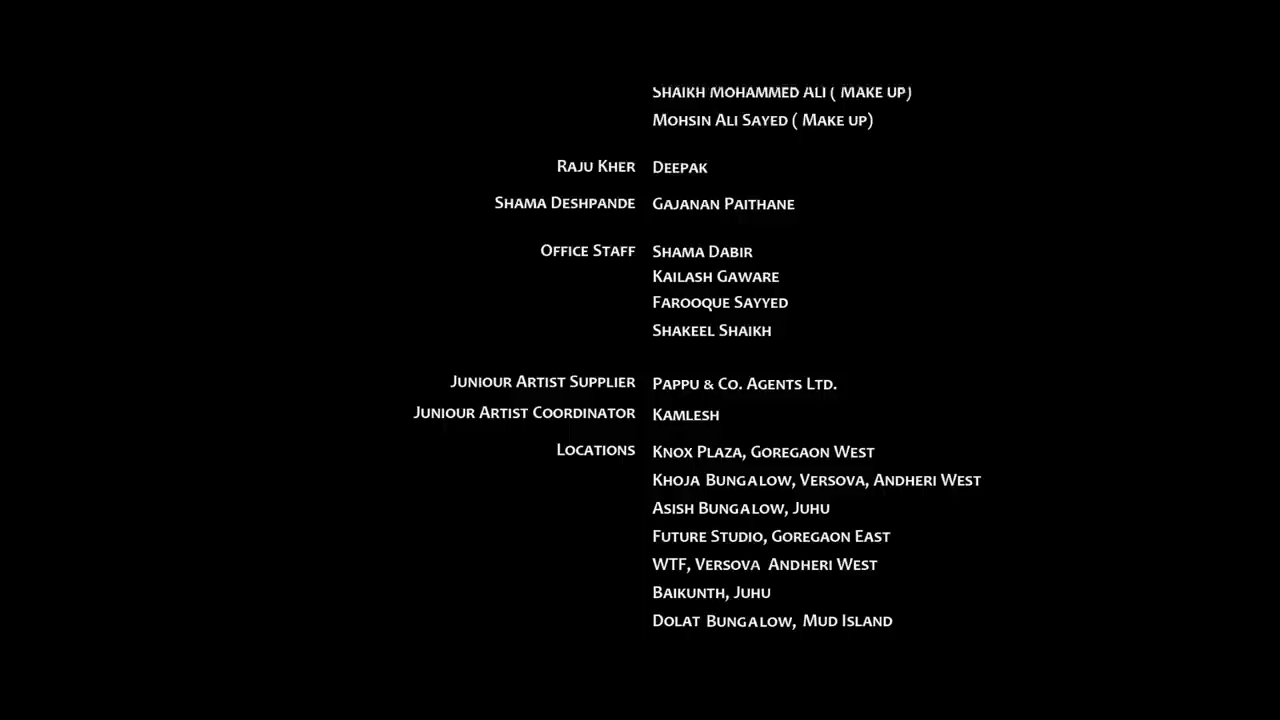 Shaikh Mohammed Ali ( Make up)
Mohsin Ali Sayed ( Make up)
Raju Kher Deepak
Shama Deshpande Gajanan Paithane
Office Staff Shama Dabir
Kailash Gaware
Farooque Sayyed
Shakeel Shaikh
Juniour Artist Supplier Pappu & Co. Agents Ltd.
Juniour Artist Coordinator Kamlesh
Locations Knox Plaza, Goregaon West
Khoja Bungalow, Versova, Andheri West
Asish Bungalow, Juhu
Future Studio, Goregaon East
WTF, Versova Andheri West
Baikunth, Juhu
Dolat Bungalow, Mud Island